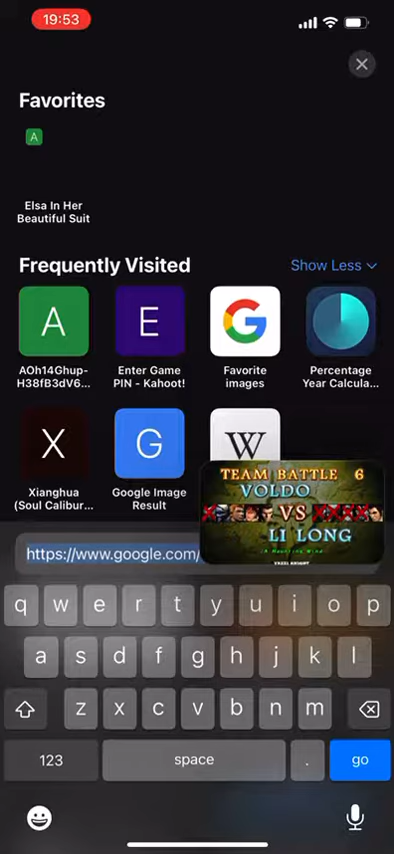 19:53
Favorites
A
Elsa In Her
Beautiful Suit
Frequently Visited
Show Less
A
E
G
AOh14Ghup-
H38fB3dV6...
Enter Game
PIN - Kahoot!
Favorite
images
Percentage
Year Calcula...
X
G
W
Xianghua
(Soul Calibur...
Google Image
Result
TEAM BATTLE 6
VOLDO
VS
LI LONG
https://www.google.com/
q w e r t y u i o p
a s d f g h j k l
z x c v b n m
123
space
.
go